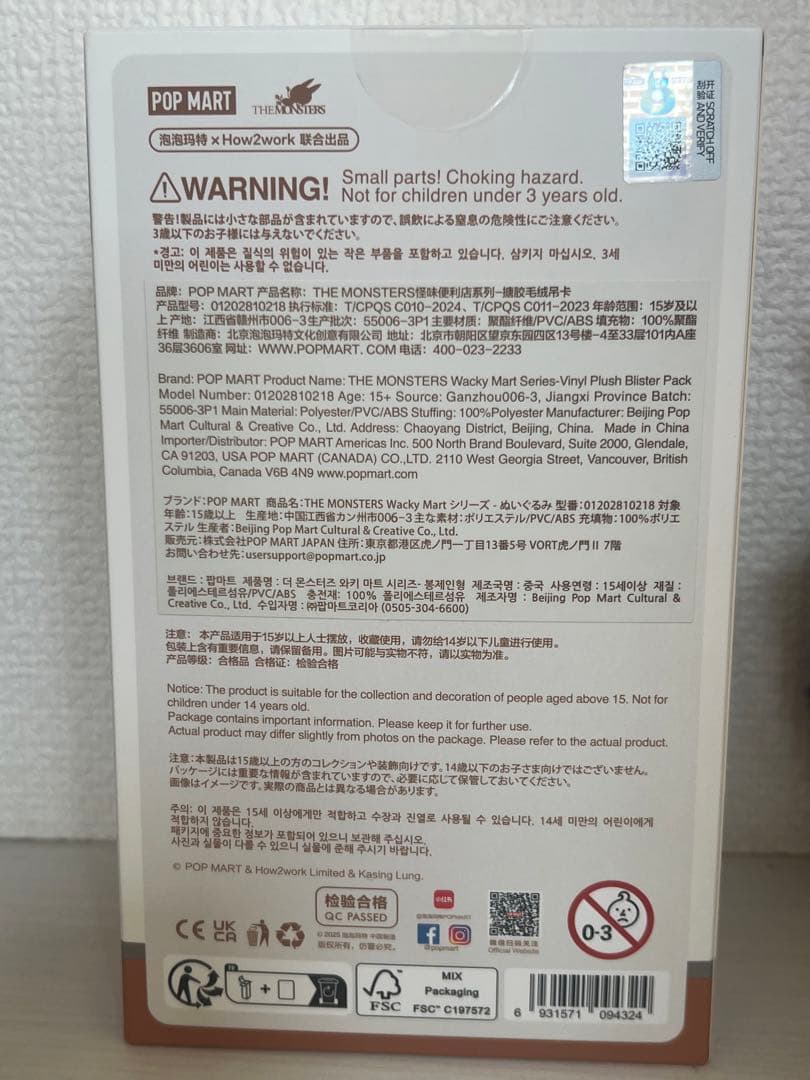 POP MART
THE MONSTERS
开证 SCRATCH OFF
刮验 AND VERIFY
泡泡玛特 × How2work 联合出品
WARNING!
Small parts! Choking hazard.
Not for children under 3 years old.
警告!製品には小さな部品が含まれていますので、誤飲による窒息の危険性にご注意ください。
3歳以下のお子様には与えないでください。
*경고: 이 제품은 질식의 위험이 있는 작은 부품을 포함하고 있습니다. 삼키지 마십시오. 3세
미만의 어린이는 사용할 수 없습니다.
品牌：POP MART 产品名称：THE MONSTERS怪味便利店系列-搪胶毛绒吊卡
产品型号：01202810218 执行标准：T/CPQS C010-2024、T/CPQS C011-2023 年龄范围：15岁及以
上 产地：江西省赣州市006-3 生产批次：55006-3P1 主要材质：聚酯纤维/PVC/ABS 填充物：100%聚酯
纤维 制造商：北京泡泡玛特文化创意有限公司 地址：北京市朝阳区望京东园四区13号楼-4至33层101内A座
36层3606室 网址：WWW.POPMART.COM 电话：400-023-2233
Brand: POP MART Product Name: THE MONSTERS Wacky Mart Series-Vinyl Plush Blister Pack
Model Number: 01202810218 Age: 15+ Source: Ganzhou006-3, Jiangxi Province Batch:
55006-3P1 Main Material: Polyester/PVC/ABS Stuffing: 100%Polyester Manufacturer: Beijing Pop
Mart Cultural & Creative Co., Ltd. Address: Chaoyang District, Beijing, China. Made in China
Importer/Distributor: POP MART Americas Inc. 500 North Brand Boulevard, Suite 2000, Glendale,
CA 91203, USA POP MART (CANADA) CO.,LTD. 2110 West Georgia Street, Vancouver, British
Columbia, Canada V6B 4N9 www.popmart.com
ブランド：POP MART 商品名：THE MONSTERS Wacky Mart シリーズ - ぬいぐるみ 型番：01202810218 対象
年齢：15歳以上 生産地：中国江西省カン州市006-3 主な素材：ポリエステル/PVC/ABS 充填物：100%ポリエ
ステル 生産者：Beijing Pop Mart Cultural & Creative Co., Ltd.
販売元：株式会社POP MART JAPAN 住所：東京都港区虎ノ門一丁目13番5号 VORT虎ノ門II 7階
お問い合わせ先：usersupport@popmart.co.jp
브랜드：팝마트 제품명：더 몬스터즈 와키 마트 시리즈- 봉제인형 제조국명：중국 사용연령：15세이상 재질：
폴리에스테르섬유/PVC/ABS 충전재: 100% 폴리에스테르섬유 제조자명：Beijing Pop Mart Cultural &
Creative Co., Ltd. 수입자명：㈜팝마트코리아 (0505-304-6600)
注意：本产品适用于15岁以上人士摆放，收藏使用，请勿给14岁以下儿童进行使用。
包装上含有重要信息，请保留备用。图片可能与实物不符，请以实物为准。
产品等级：合格品 合格证：检验合格
Notice: The product is suitable for the collection and decoration of people aged above 15. Not for
children under 14 years old.
Package contains important information. Please keep it for further use.
Actual product may differ slightly from photos on the package. Please refer to the actual product.
注意：本製品は15歳以上の方のコレクションや装飾向けです。14歳以下のお子さま向けではございません。
パッケージには重要な情報が含まれていますので、必要に応じて保管しておいてください。
画像はイメージです。実際の商品とは異なる場合があります。
주의: 이 제품은 15세 이상에게만 적합하고 수장과 진열로 사용될 수 있습니다. 14세 미만의 어린이에게
적합하지 않습니다.
패키지에 중요한 정보가 포함되어 있으니 보관해 주십시오.
사진과 실물이 다를 수 있으니 실물에 준해 주시기 바랍니다.
© POP MART & How2work Limited & Kasing Lung.
CE UK
CA
检验合格
QC PASSED
© 2025 泡泡玛特 中国制造
版权所有，仿冒必究。
小红书
@泡泡玛特POPMART
@popmart
微信扫码关注
Official Website
0-3
FR
FSC
MIX
Packaging
FSC™ C197572
6 931571 094324